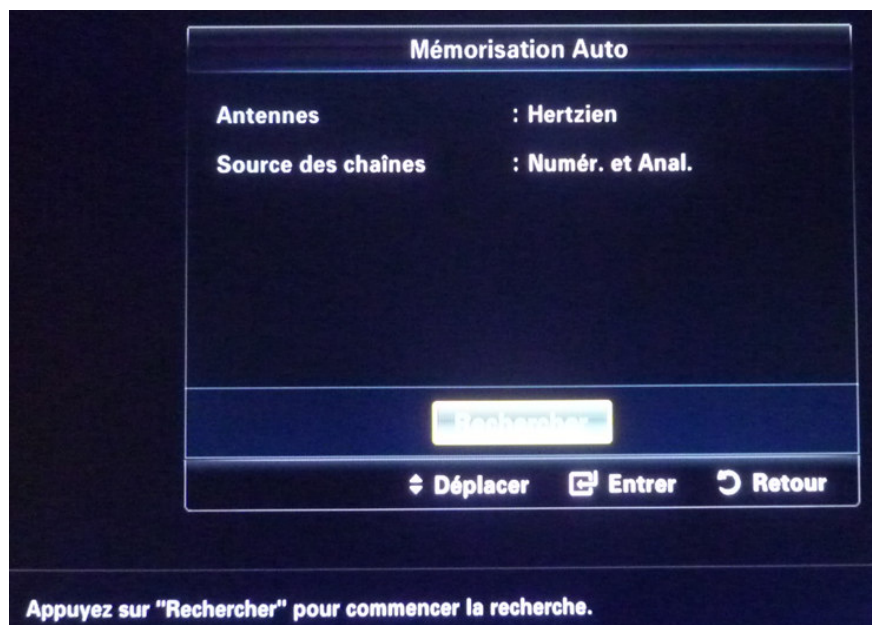 Mémorisation Auto
Antennes : Hertzien
Source des chaînes : Numér. et Anal.
Rechercher
Déplacer Entrer Retour
Appuyez sur "Rechercher" pour commencer la recherche.